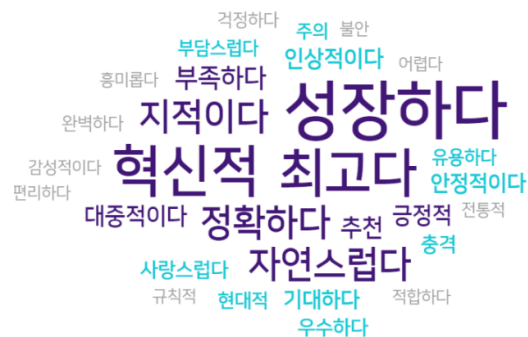 걱정하다
주의 불안
부담스럽다 인상적이다 어렵다
흥미롭다 부족하다
지적이다 성장하다
완벽하다
혁신적 최고다 유용하다
감성적이다 안정적이다
편리하다
대중적이다 정확하다 추천 긍정적 전통적
충격
사랑스럽다 자연스럽다
규칙적 현대적 기대하다 적합하다
우수하다